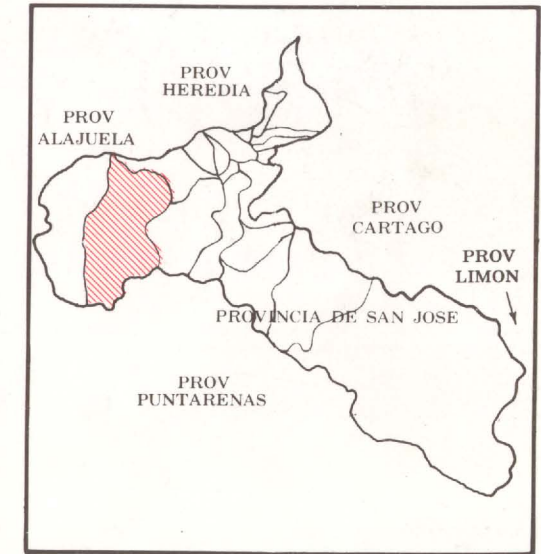 PROV
HEREDIA
PROV
ALAJUELA
PROV
CARTAGO
PROV
LIMON
PROVINCIA DE SAN JOSE
PROV
PUNTARENAS